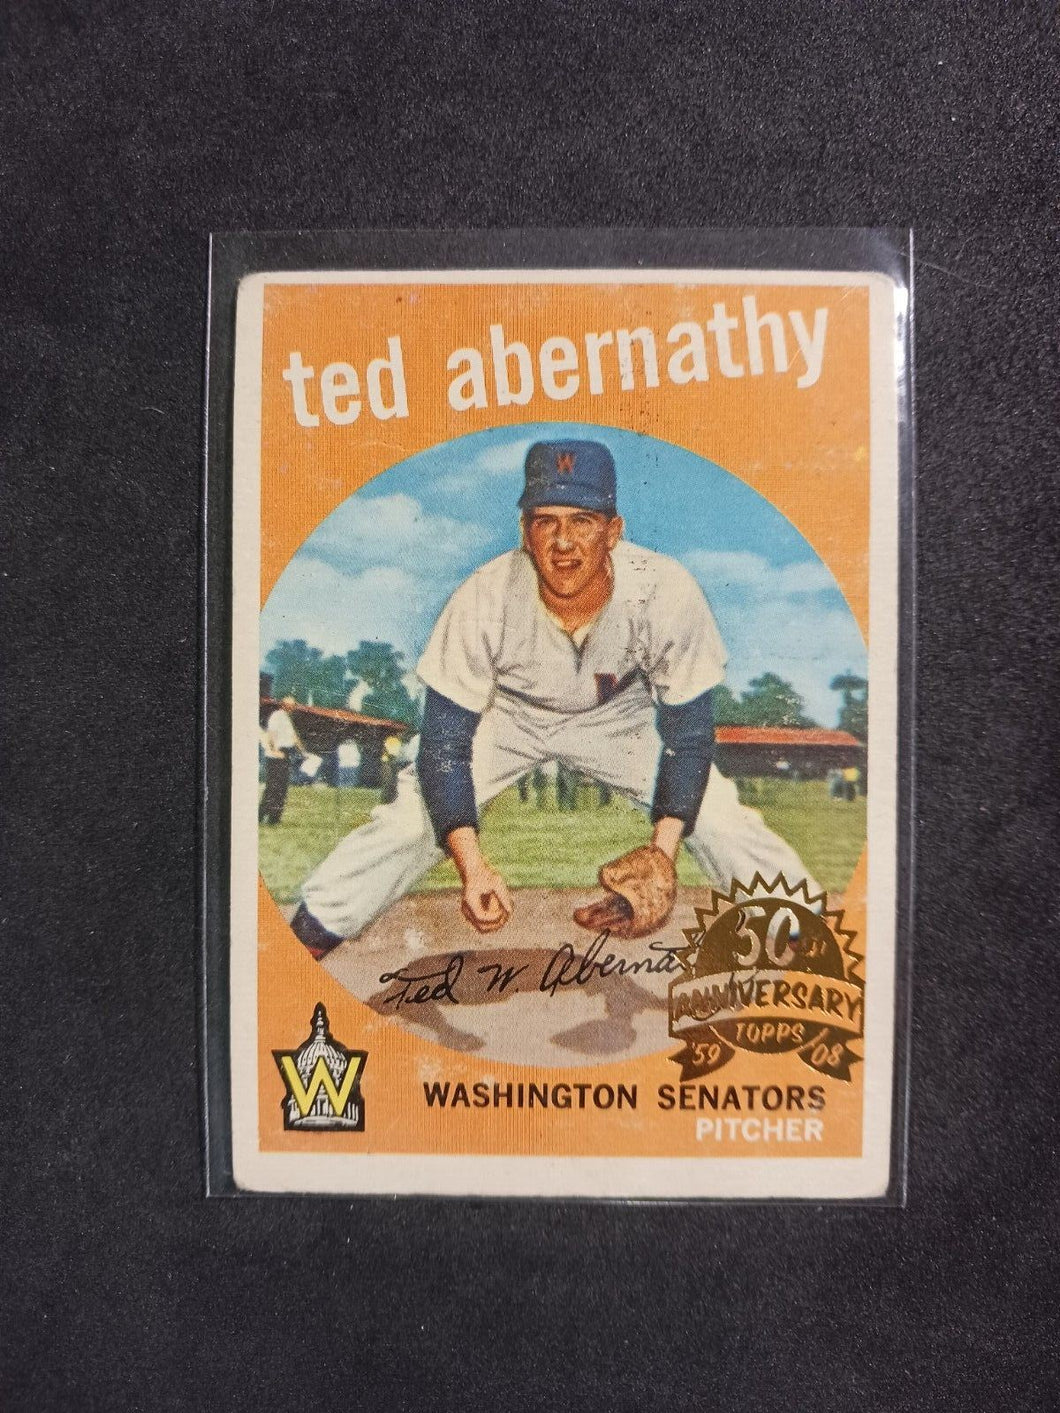 ted abernathy
W
Ted W. Aberna
50TH
ANNIVERSARY
TOPPS
'59 '08
W
WASHINGTON SENATORS
PITCHER